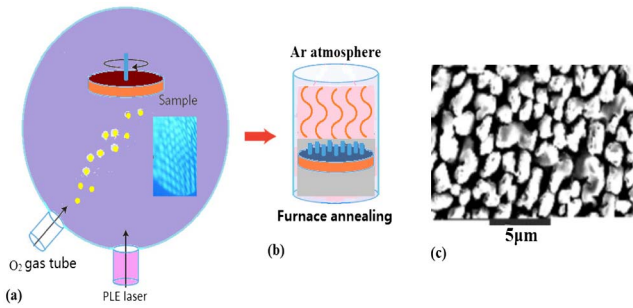 Sample
O₂ gas tube
PLE laser
(a)
Ar atmosphere
Furnace annealing
(b)
5μm
(c)